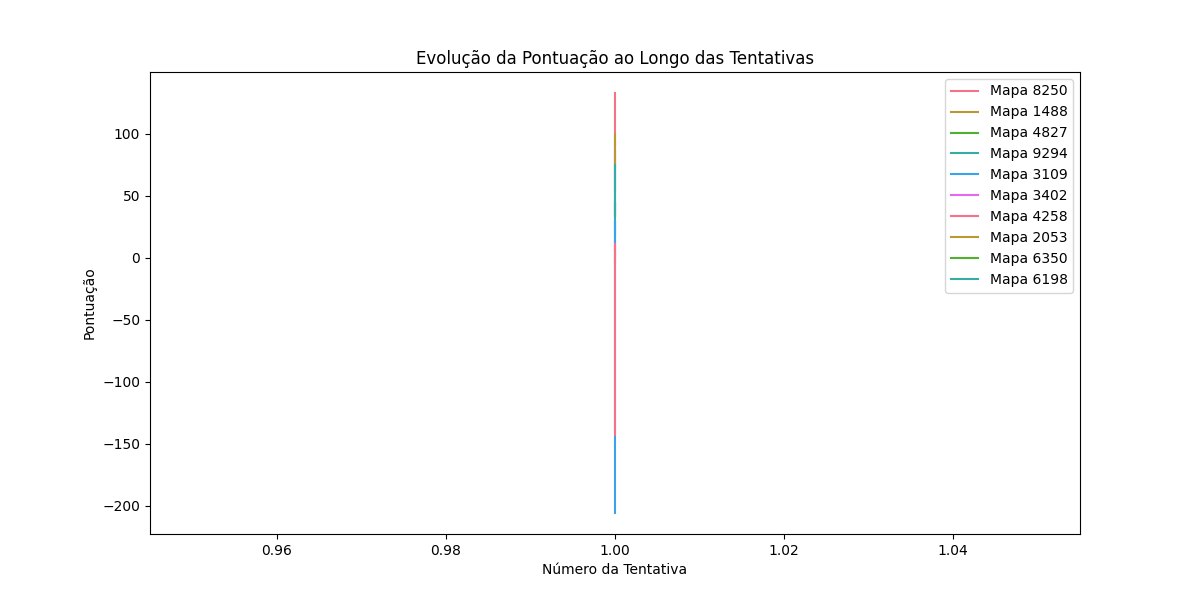 Evolução da Pontuação ao Longo das Tentativas
Pontuação
100
50
0
−50
−100
−150
−200
0.96
0.98
1.00
1.02
1.04
Número da Tentativa
Mapa 8250
Mapa 1488
Mapa 4827
Mapa 9294
Mapa 3109
Mapa 3402
Mapa 4258
Mapa 2053
Mapa 6350
Mapa 6198